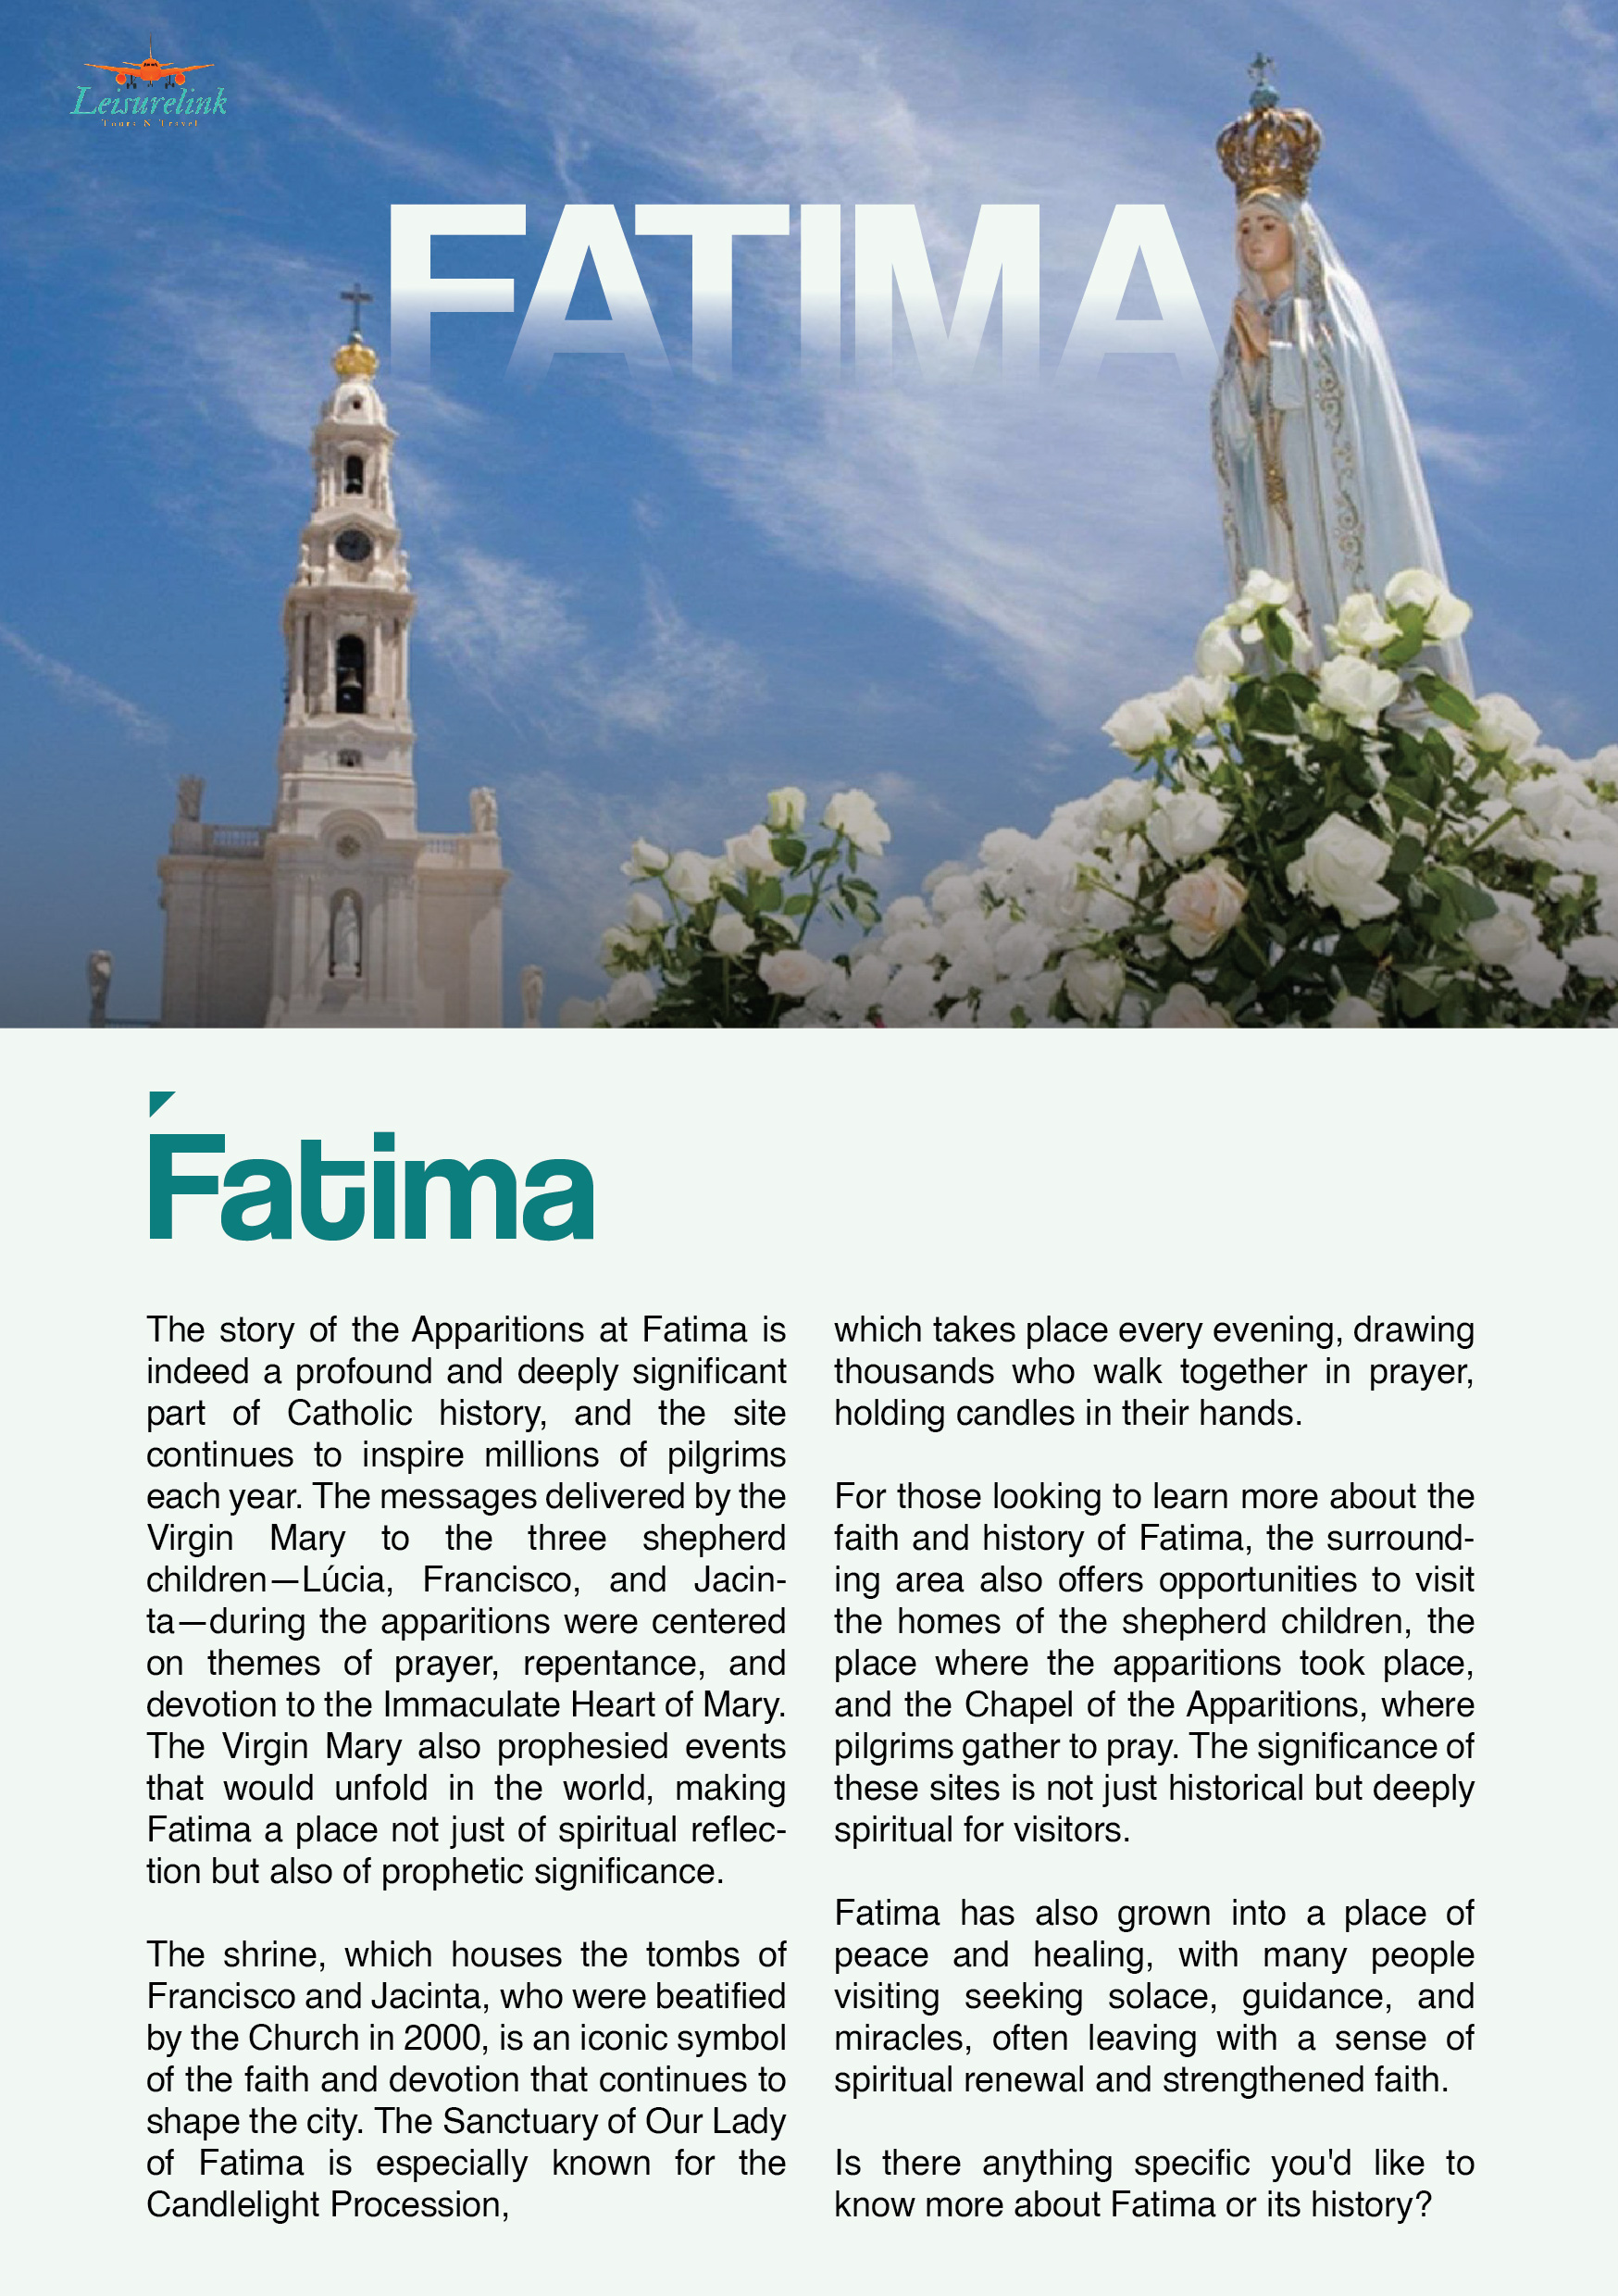 Leisurelink
Tours & Travel
FATIMA
Fatima
The story of the Apparitions at Fatima is
indeed a profound and deeply significant
part of Catholic history, and the site
continues to inspire millions of pilgrims
each year. The messages delivered by the
Virgin Mary to the three shepherd
children—Lúcia, Francisco, and Jacin-
ta—during the apparitions were centered
on themes of prayer, repentance, and
devotion to the Immaculate Heart of Mary.
The Virgin Mary also prophesied events
that would unfold in the world, making
Fatima a place not just of spiritual reflec-
tion but also of prophetic significance.
The shrine, which houses the tombs of
Francisco and Jacinta, who were beatified
by the Church in 2000, is an iconic symbol
of the faith and devotion that continues to
shape the city. The Sanctuary of Our Lady
of Fatima is especially known for the
Candlelight Procession,
which takes place every evening, drawing
thousands who walk together in prayer,
holding candles in their hands.
For those looking to learn more about the
faith and history of Fatima, the surround-
ing area also offers opportunities to visit
the homes of the shepherd children, the
place where the apparitions took place,
and the Chapel of the Apparitions, where
pilgrims gather to pray. The significance of
these sites is not just historical but deeply
spiritual for visitors.
Fatima has also grown into a place of
peace and healing, with many people
visiting seeking solace, guidance, and
miracles, often leaving with a sense of
spiritual renewal and strengthened faith.
Is there anything specific you'd like to
know more about Fatima or its history?